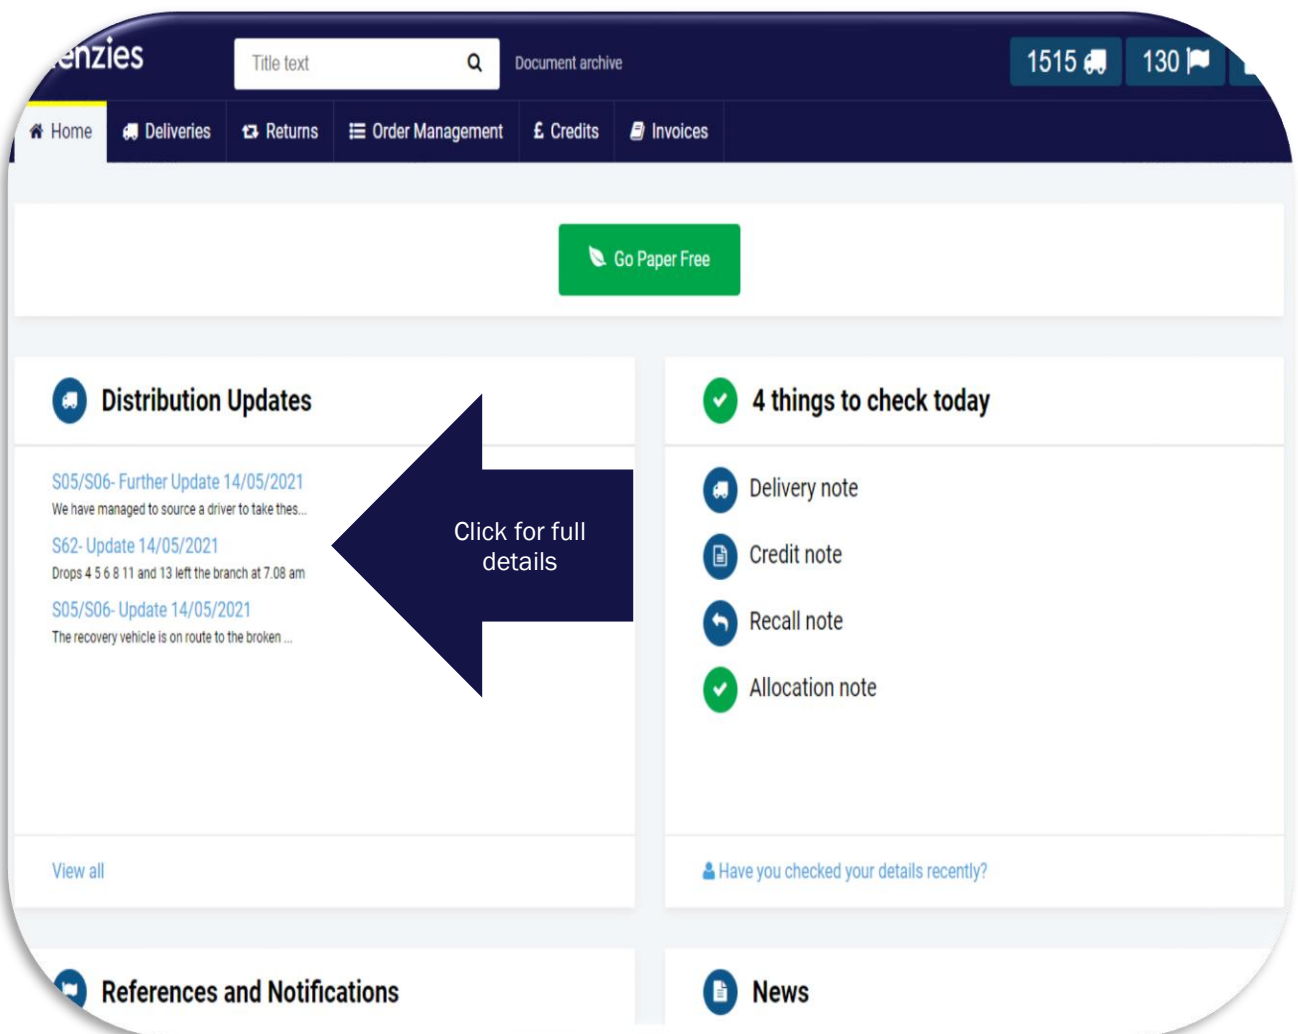 enzies
Title text
Document archive
1515
130
Home
Deliveries
Returns
Order Management
£ Credits
Invoices
Go Paper Free
Distribution Updates
S05/S06- Further Update 14/05/2021
We have managed to source a driver to take thes...
S62- Update 14/05/2021
Drops 4 5 6 8 11 and 13 left the branch at 7.08 am
S05/S06- Update 14/05/2021
The recovery vehicle is on route to the broken ...
View all
Click for full
details
4 things to check today
Delivery note
Credit note
Recall note
Allocation note
Have you checked your details recently?
References and Notifications
News